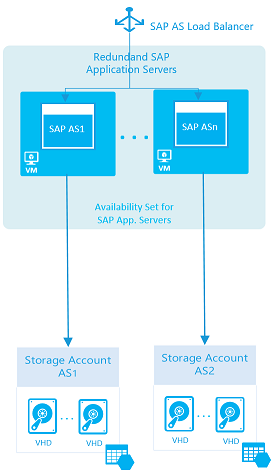 SAP AS Load Balancer
Redundand SAP
Application Servers
SAP AS1
SAP ASn
VM
VM
Availability Set for
SAP App. Servers
Storage Account
AS1
Storage Account
AS2
VHD
VHD
VHD
VHD